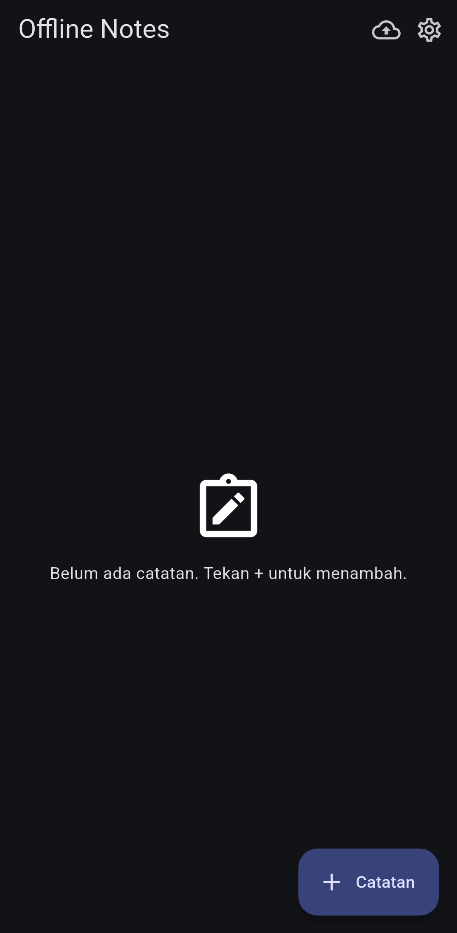 Offline Notes
Belum ada catatan. Tekan + untuk menambah.
+ Catatan